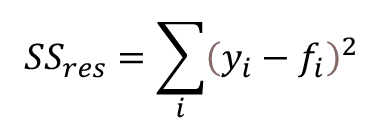 SS_res = ∑_i (y_i − f_i)²